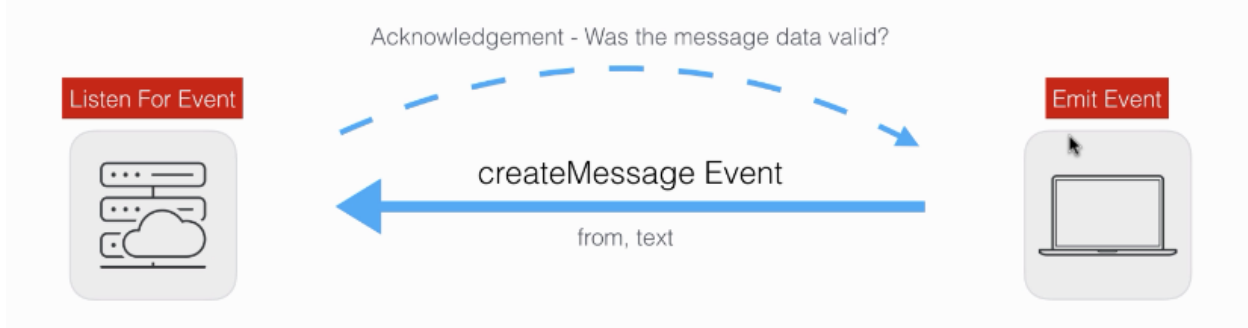 Acknowledgement - Was the message data valid?
Listen For Event
Emit Event
createMessage Event
from, text